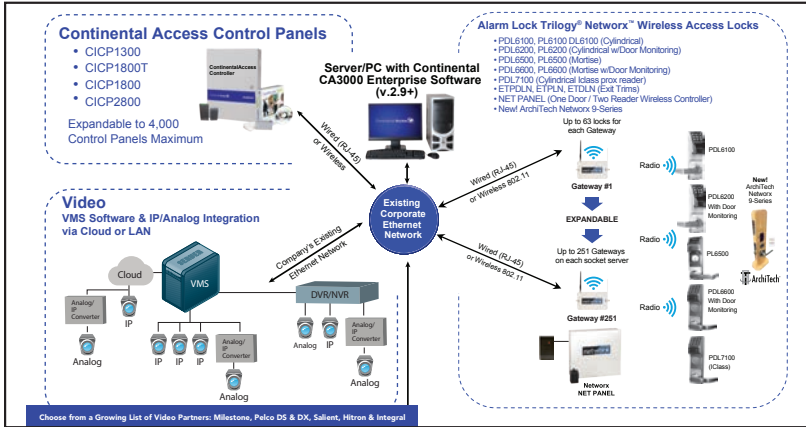 Continental Access Control Panels
• CICP1300
• CICP1800T
• CICP1800
• CICP2800
Expandable to 4,000
Control Panels Maximum
ContinentalAccess
Controller
Server/PC with Continental
CA3000 Enterprise Software
(v.2.9+)
Wired (RJ-45)
or Wireless
Alarm Lock Trilogy® Networx™ Wireless Access Locks
• PDL6100, PL6100 DL6100 (Cylindrical)
• PDL6200, PL6200 (Cylindrical w/Door Monitoring)
• PDL6500, PL6500 (Mortise)
• PDL6600, PL6600 (Mortise w/Door Monitoring)
• PDL7100 (Cylindrical Iclass prox reader)
• ETPDLN, ETPLN, ETDLN (Exit Trims)
• NET PANEL (One Door / Two Reader Wireless Controller)
• New! ArchiTech Networx 9-Series
Up to 63 locks for
each Gateway
Wired (RJ-45)
or Wireless 802.11
Gateway #1
EXPANDABLE
Up to 251 Gateways
on each socket server
Wired (RJ-45)
or Wireless 802.11
Gateway #251
Networx
NET PANEL
Radio
PDL6100
PDL6200
With Door
Monitoring
Radio
PL6500
Radio
PDL6600
With Door
Monitoring
PDL7100
(IClass)
New!
ArchiTech
Networx
9-Series
ArchiTech
Existing
Corporate
Ethernet
Network
Video
VMS Software & IP/Analog Integration
via Cloud or LAN
Company's Existing
Ethernet Network
SERVER
VMS
Cloud
Analog/
IP
Converter
IP
Analog
IP
IP
IP
Analog/
IP
Converter
Analog
DVR/NVR
Analog
IP
Analog/
IP
Converter
Analog
Choose from a Growing List of Video Partners: Milestone, Pelco DS & DX, Salient, Hitron & Integral